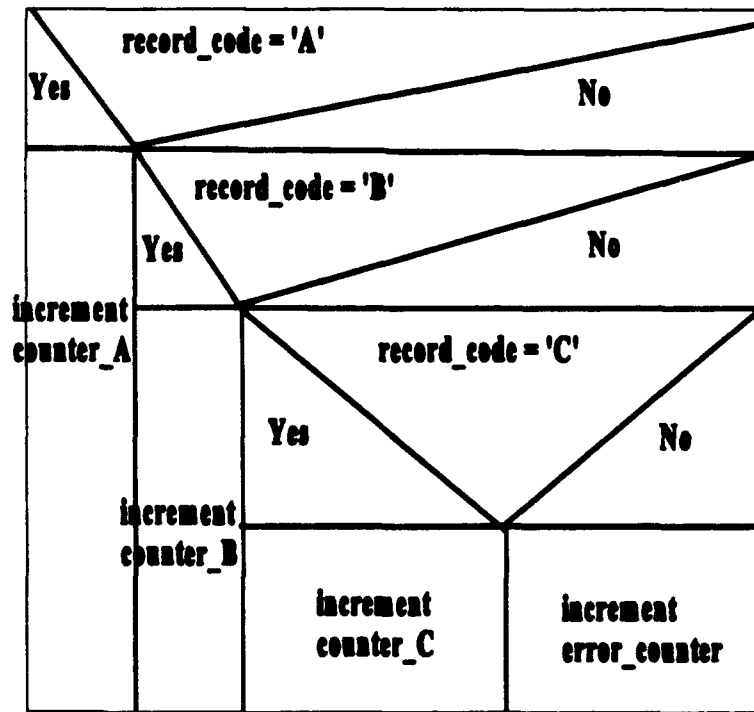 record_code = 'A'
Yes
No
record_code = 'B'
Yes
No
increment
counter_A
record_code = 'C'
Yes
No
increment
counter_B
increment
counter_C
increment
error_counter